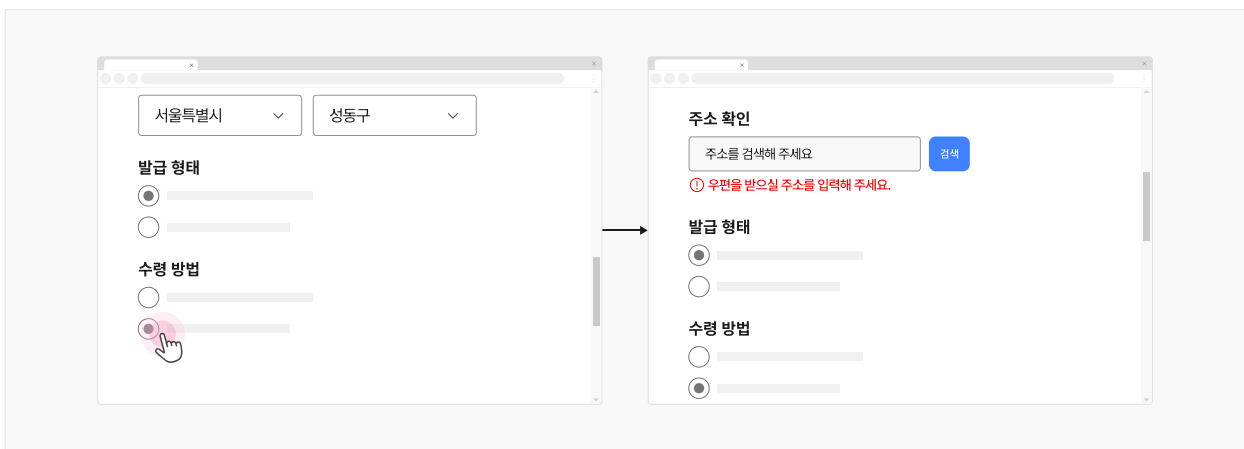 서울특별시
성동구
발급 형태
수령 방법
주소 확인
주소를 검색해 주세요
검색
우편을 받으실 주소를 입력해 주세요.
발급 형태
수령 방법